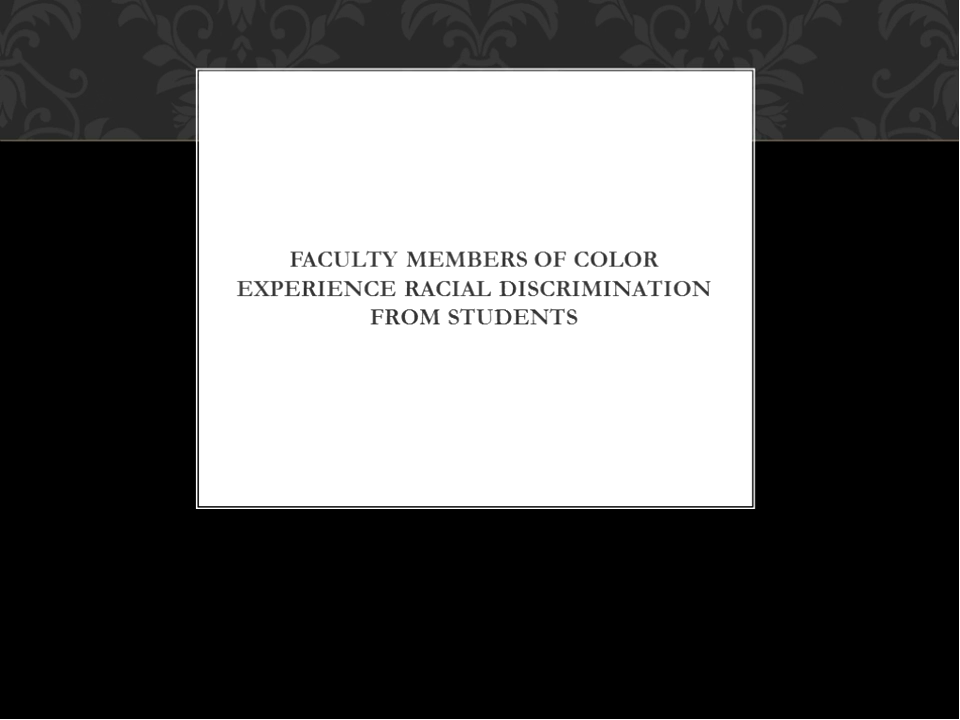 FACULTY MEMBERS OF COLOR
EXPERIENCE RACIAL DISCRIMINATION
FROM STUDENTS